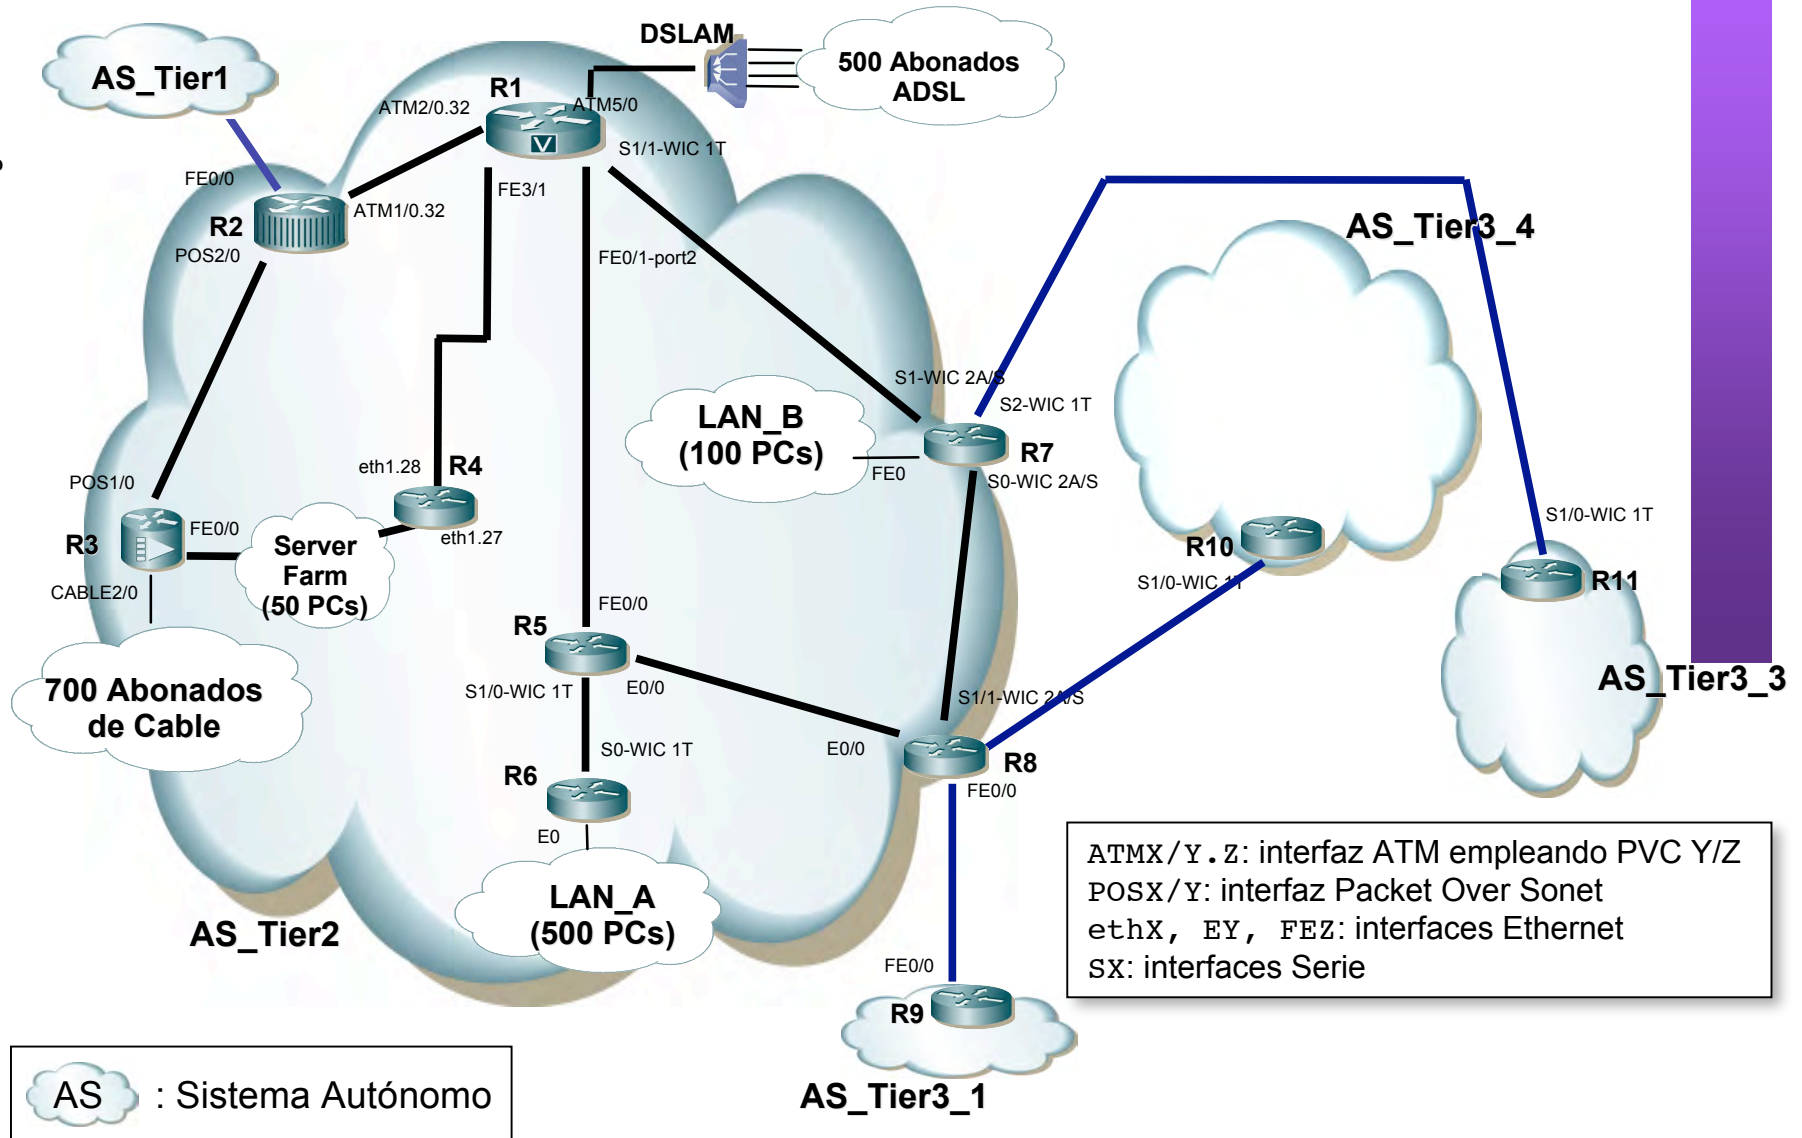 AS_Tier1
DSLAM
500 Abonados
ADSL
R1
ATM2/0.32
ATM5/0
S1/1-WIC 1T
FE0/0
FE3/1
ATM1/0.32
R2
POS2/0
FE0/1-port2
AS_Tier3_4
S1-WIC 2A/S
S2-WIC 1T
LAN_B
(100 PCs)
R7
FE0
S0-WIC 2A/S
eth1.28
R4
POS1/0
FE0/0
eth1.27
R3
Server
Farm
(50 PCs)
CABLE2/0
S1/0-WIC 1T
R10
S1/0-WIC 1T
R11
FE0/0
R5
S1/0-WIC 1T
E0/0
700 Abonados
de Cable
S1/1-WIC 2A/S
AS_Tier3_3
S0-WIC 1T
E0/0
R8
R6
FE0/0
E0
LAN_A
(500 PCs)
AS_Tier2
ATMX/Y.Z: interfaz ATM empleando PVC Y/Z
POSX/Y: interfaz Packet Over Sonet
ethX, EY, FEZ: interfaces Ethernet
SX: interfaces Serie
FE0/0
R9
AS_Tier3_1
AS : Sistema Autónomo